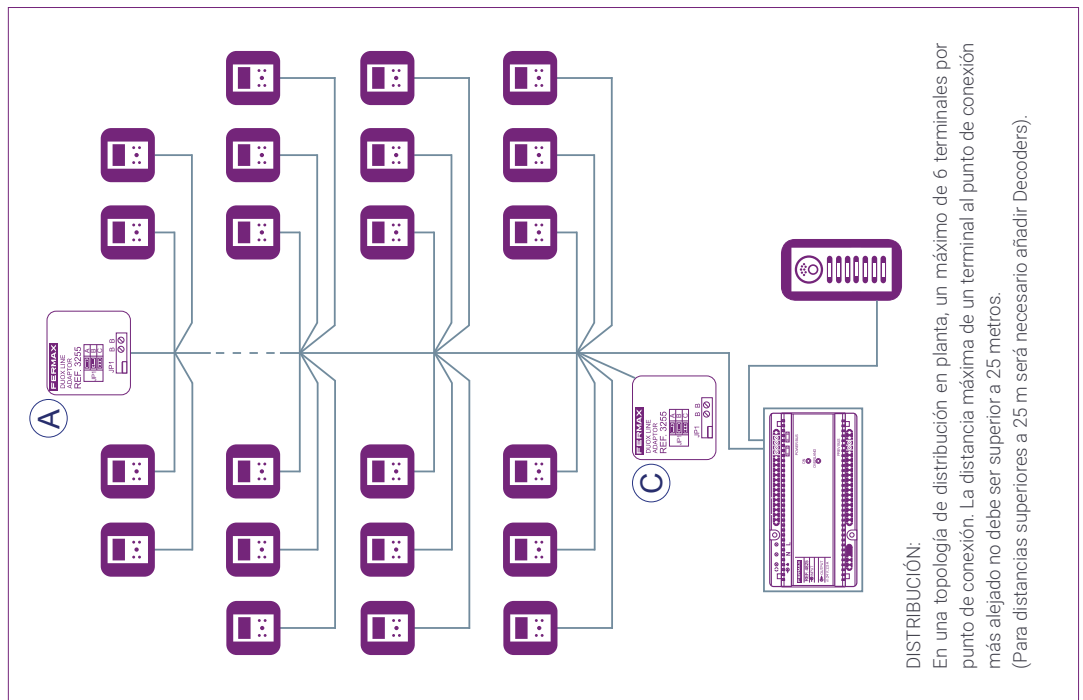 A
FERMAX
DUOX LINE
ADAPTOR
REF. 3255
JP1
A
B
C
JP1
B B
C
FERMAX
DUOX LINE
ADAPTOR
REF. 3255
JP1
A
B
C
JP1
B B
FERMAX
N L
DISTRIBUCIÓN:
En una topología de distribución en planta, un máximo de 6 terminales por
punto de conexión. La distancia máxima de un terminal al punto de conexión
más alejado no debe ser superior a 25 metros.
(Para distancias superiores a 25 m será necesario añadir Decoders).